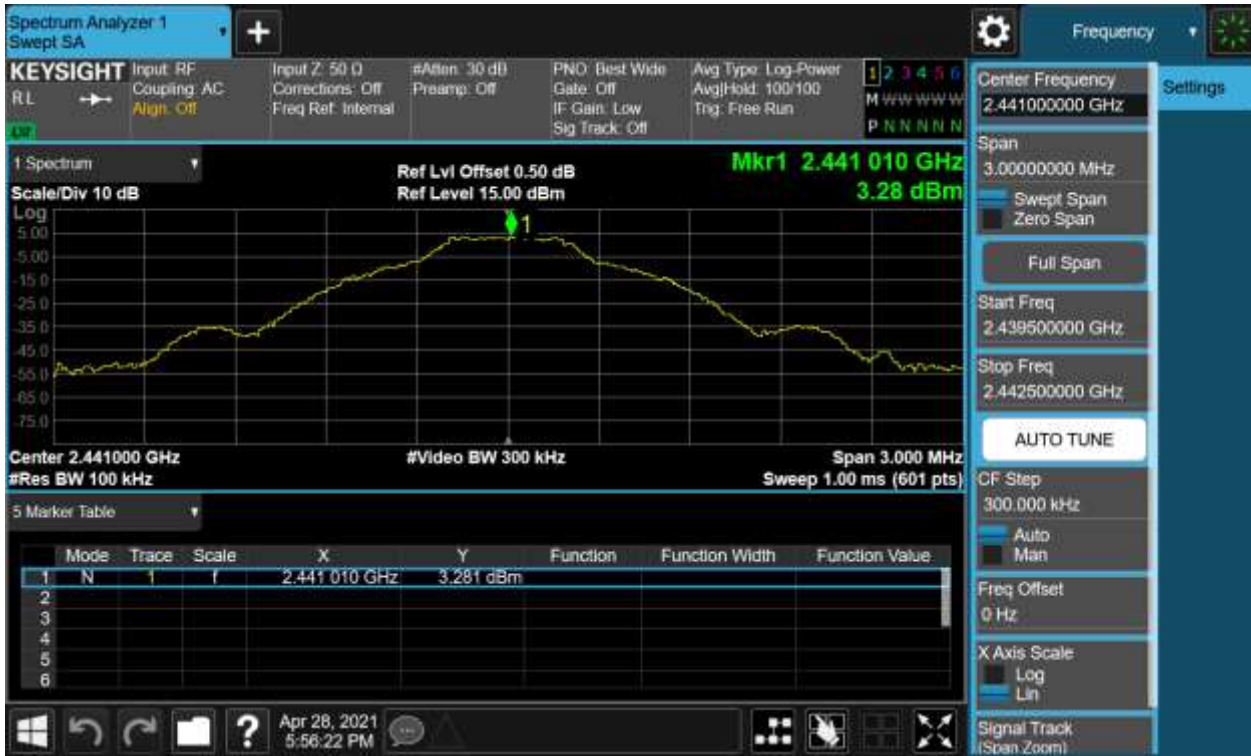 Spectrum Analyzer 1
Swept SA
+
Frequency
KEYSIGHT
RL
Input: RF
Coupling: AC
Align: Off
Input Z: 50 Ω
Corrections: Off
Freq Ref: Internal
#Atten: 30 dB
Preamp: Off
PNO: Best Wide
Gate: Off
IF Gain: Low
Sig Track: Off
Avg Type: Log-Power
Avg|Hold: 100/100
Trig: Free Run
1 2 3 4 5 6
M W W W W W
P N N N N N
1 Spectrum
Scale/Div 10 dB
Ref Lvl Offset 0.50 dB
Ref Level 15.00 dBm
Mkr1 2.441 010 GHz
3.28 dBm
Log
5.00
-5.00
-15.0
-25.0
-35.0
-45.0
-55.0
-65.0
-75.0
1
Center 2.441000 GHz
#Res BW 100 kHz
#Video BW 300 kHz
Span 3.000 MHz
Sweep 1.00 ms (601 pts)
5 Marker Table
Mode Trace Scale X Y Function Function Width Function Value
1 N 1 f 2.441 010 GHz 3.281 dBm
2
3
4
5
6
?
Apr 28, 2021
5:56:22 PM
Center Frequency
2.441000000 GHz
Settings
Span
3.00000000 MHz
Swept Span
Zero Span
Full Span
Start Freq
2.439500000 GHz
Stop Freq
2.442500000 GHz
AUTO TUNE
CF Step
300.000 kHz
Auto
Man
Freq Offset
0 Hz
X Axis Scale
Log
Lin
Signal Track
(Span Zoom)